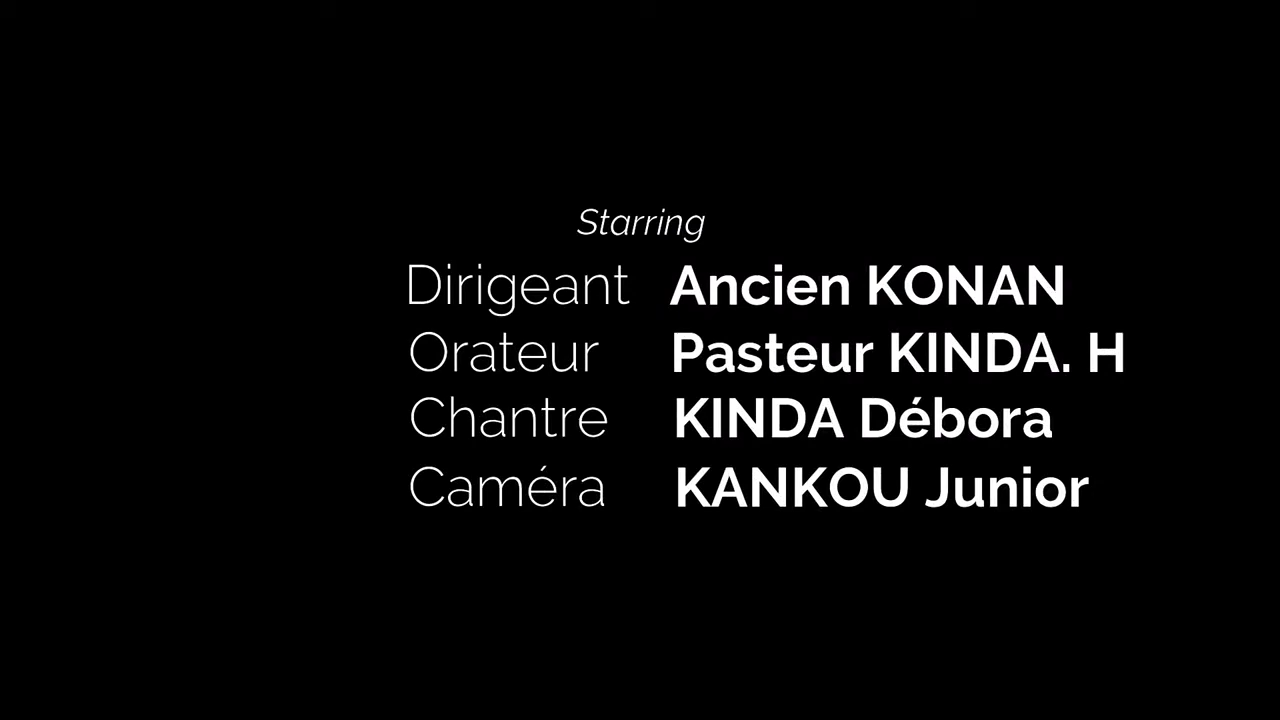 Starring
Dirigeant Ancien KONAN
Orateur Pasteur KINDA. H
Chantre KINDA Débora
Caméra KANKOU Junior